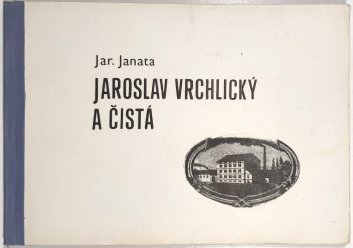 Jar. Janata
JAROSLAV VRCHLICKÝ
A ČISTÁ